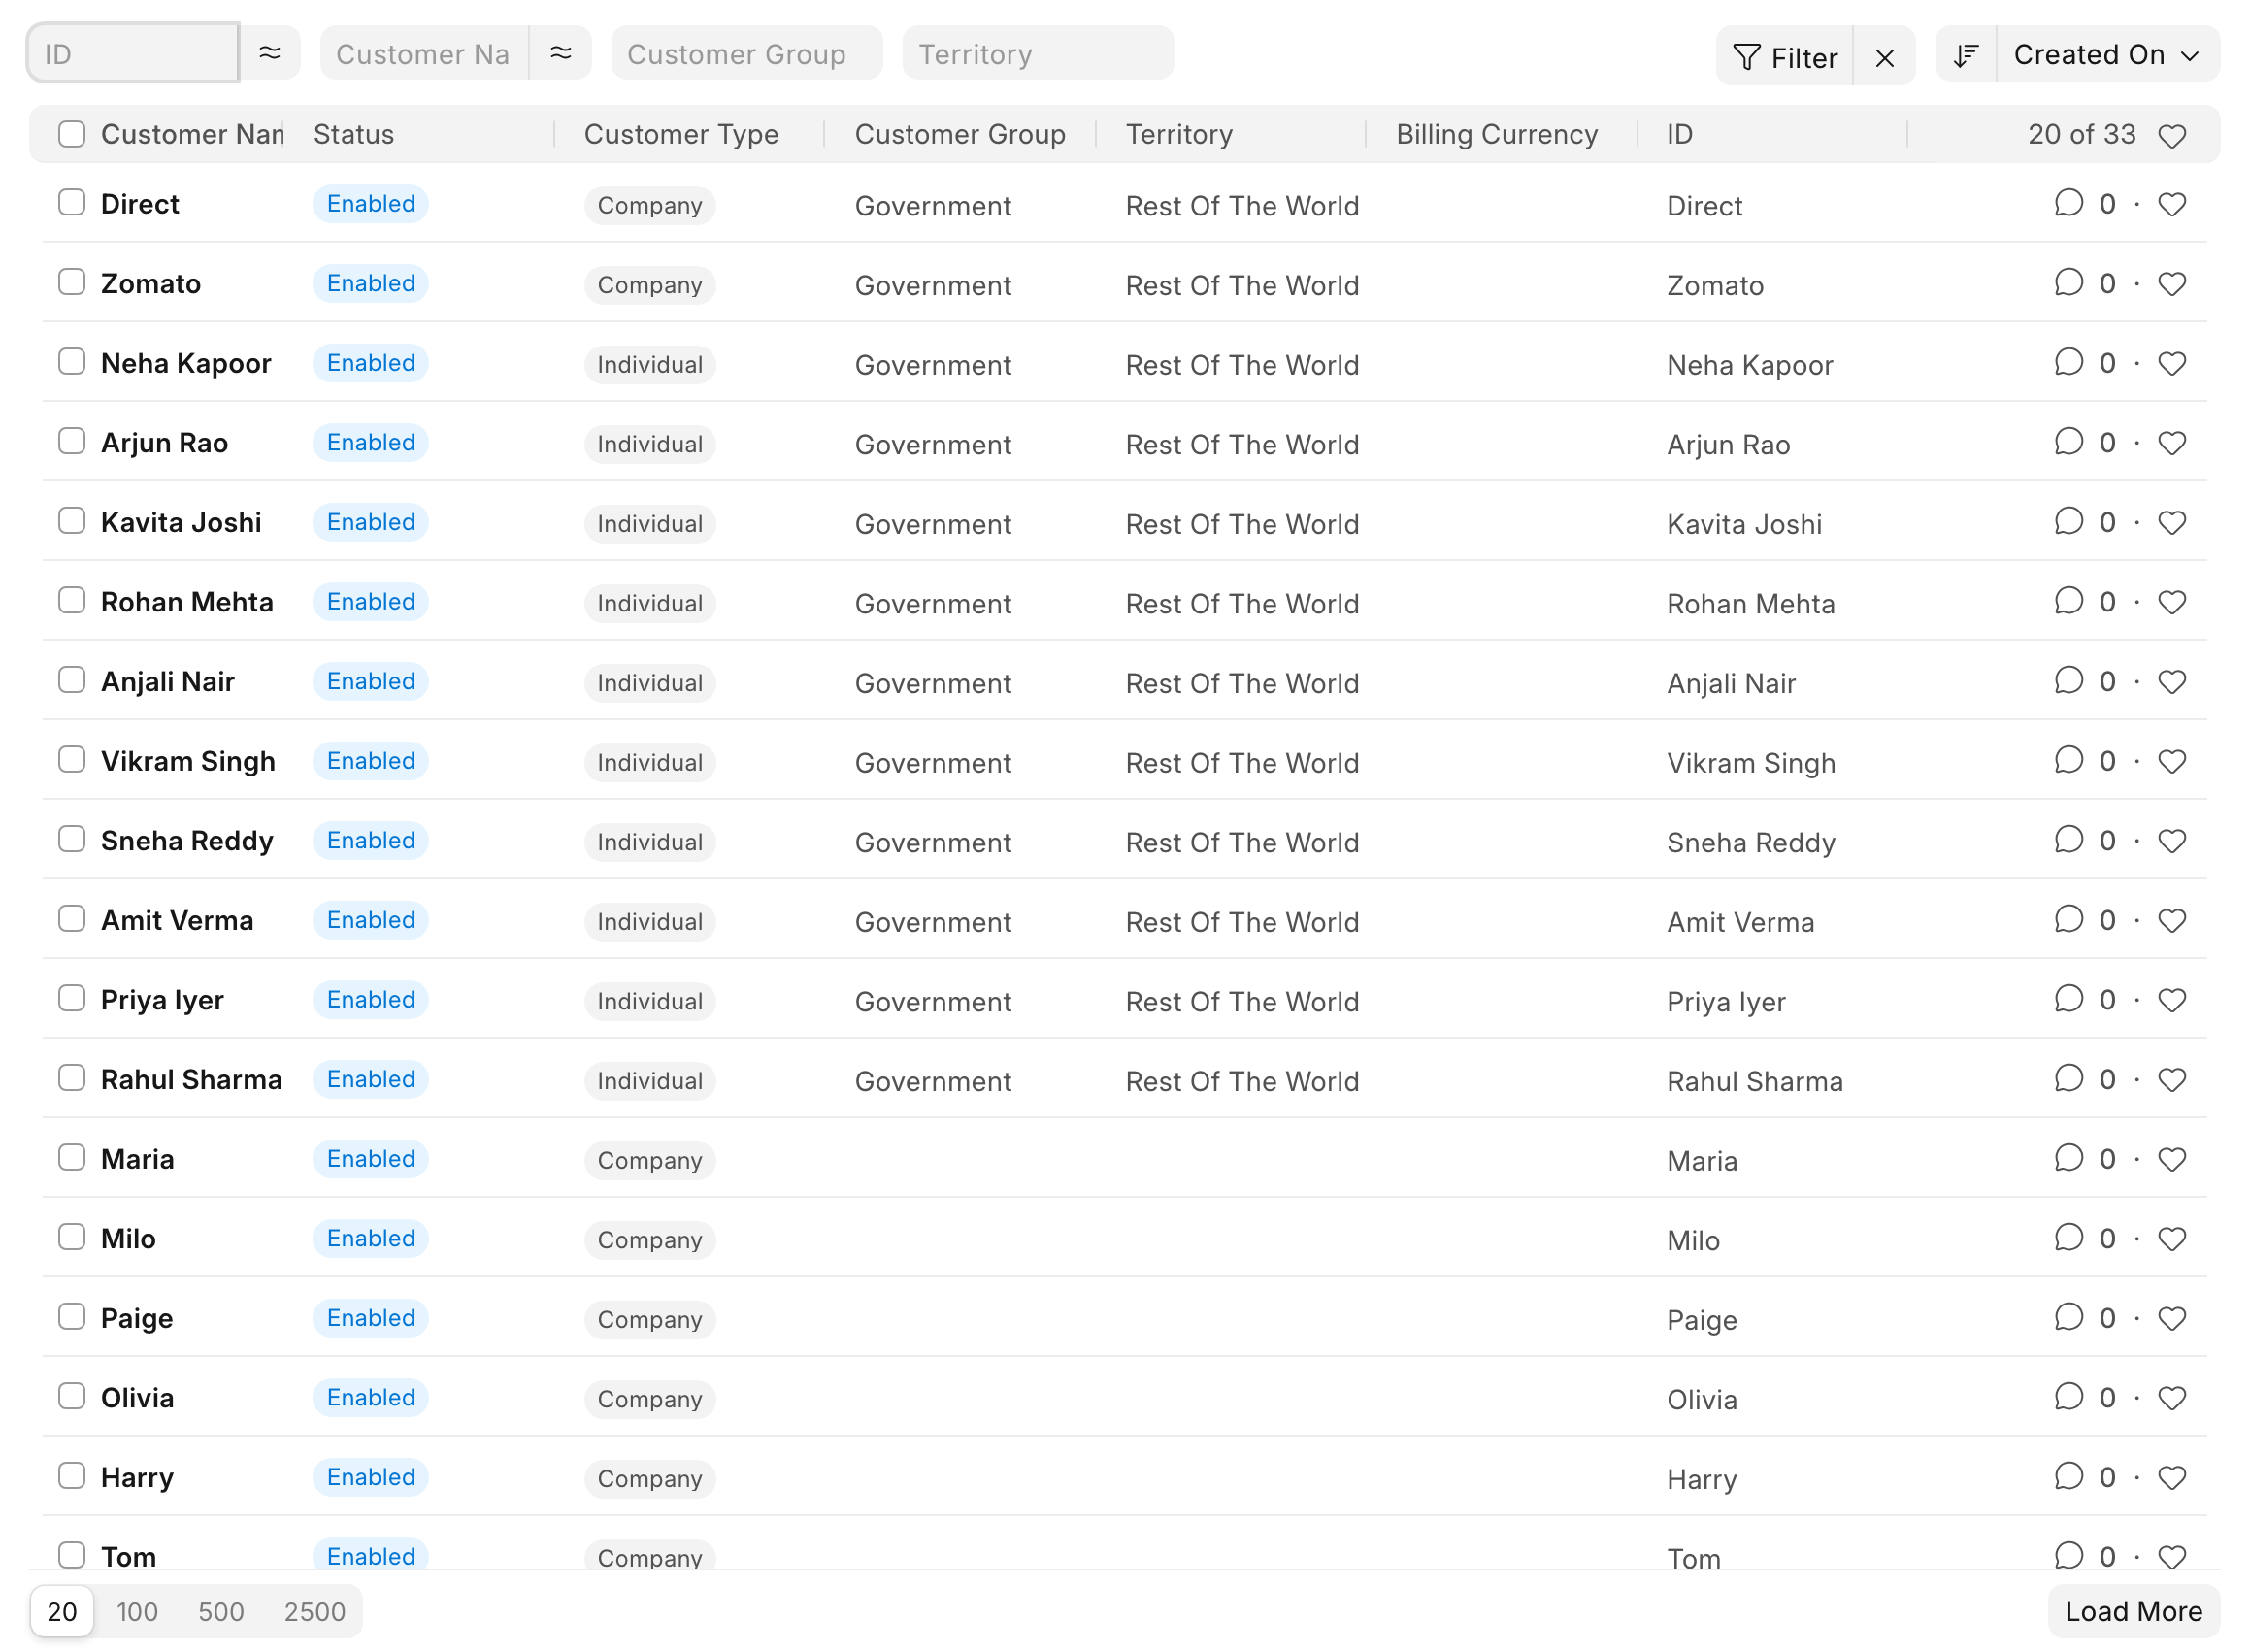 ID ≈ Customer Na ≈ Customer Group Territory Filter Created On
Customer Nan Status Customer Type Customer Group Territory Billing Currency ID 20 of 33
Direct Enabled Company Government Rest Of The World Direct 0 ·
Zomato Enabled Company Government Rest Of The World Zomato 0 ·
Neha Kapoor Enabled Individual Government Rest Of The World Neha Kapoor 0 ·
Arjun Rao Enabled Individual Government Rest Of The World Arjun Rao 0 ·
Kavita Joshi Enabled Individual Government Rest Of The World Kavita Joshi 0 ·
Rohan Mehta Enabled Individual Government Rest Of The World Rohan Mehta 0 ·
Anjali Nair Enabled Individual Government Rest Of The World Anjali Nair 0 ·
Vikram Singh Enabled Individual Government Rest Of The World Vikram Singh 0 ·
Sneha Reddy Enabled Individual Government Rest Of The World Sneha Reddy 0 ·
Amit Verma Enabled Individual Government Rest Of The World Amit Verma 0 ·
Priya Iyer Enabled Individual Government Rest Of The World Priya Iyer 0 ·
Rahul Sharma Enabled Individual Government Rest Of The World Rahul Sharma 0 ·
Maria Enabled Company Maria 0 ·
Milo Enabled Company Milo 0 ·
Paige Enabled Company Paige 0 ·
Olivia Enabled Company Olivia 0 ·
Harry Enabled Company Harry 0 ·
Tom Enabled Company Tom 0 ·
20 100 500 2500 Load More